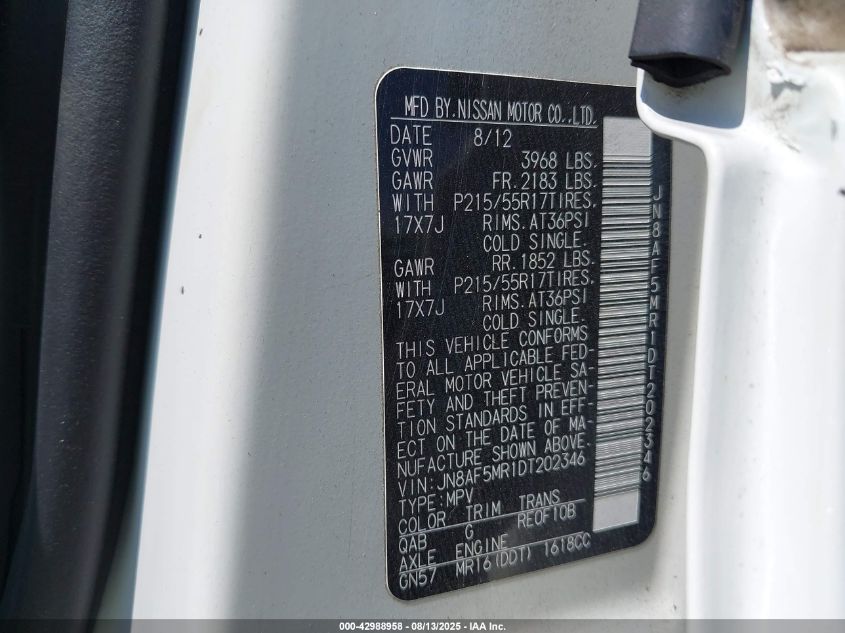 MFD BY.NISSAN MOTOR CO.,LTD.
DATE 8/12
GVWR 3968 LBS.
GAWR FR.2183 LBS.
WITH P215/55R17TIRES.
17X7J RIMS.AT36PSI
COLD SINGLE.
GAWR RR.1852 LBS.
WITH P215/55R17TIRES.
17X7J RIMS.AT36PSI
COLD SINGLE.
THIS VEHICLE CONFORMS
TO ALL APPLICABLE FED-
ERAL MOTOR VEHICLE SA-
FETY AND THEFT PREVEN-
TION STANDARDS IN EFF-
ECT ON THE DATE OF MA-
NUFACTURE SHOWN ABOVE.
VIN:JN8AF5MR1DT202346
TYPE:MPV
COLOR TRIM TRANS
QAB G RE0F10B
AXLE ENGINE
GN57 MR16(DDT) 1618CC
JN8AF5MR1DT202346
000-42988958 - 08/13/2025 - IAA Inc.